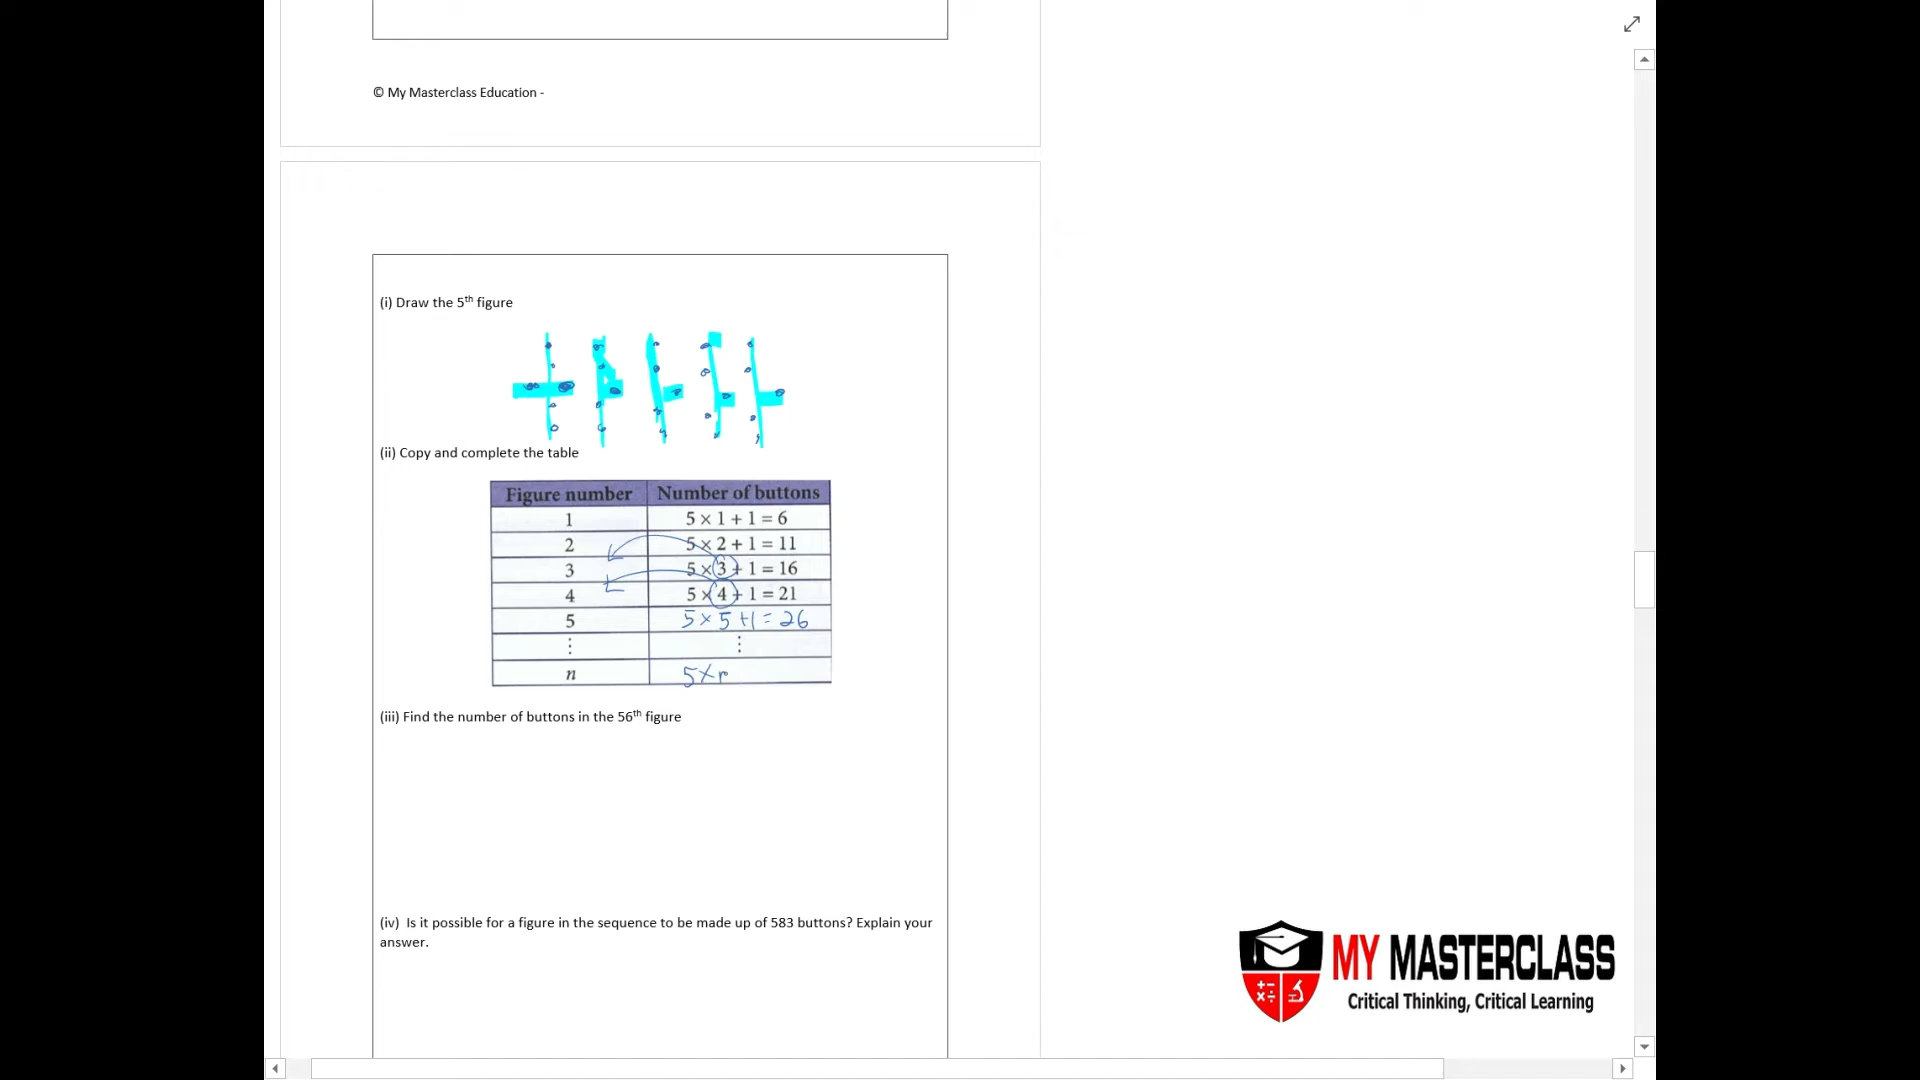 © My Masterclass Education -
(i) Draw the 5th figure
(ii) Copy and complete the table
Figure number Number of buttons
1 5 × 1 + 1 = 6
2 5 × 2 + 1 = 11
3 5 × 3 + 1 = 16
4 5 × 4 + 1 = 21
5 5 × 5 + 1 = 26
⋮ ⋮
n 5 ×
(iii) Find the number of buttons in the 56th figure
(iv) Is it possible for a figure in the sequence to be made up of 583 buttons? Explain your
answer.
MY MASTERCLASS
Critical Thinking, Critical Learning